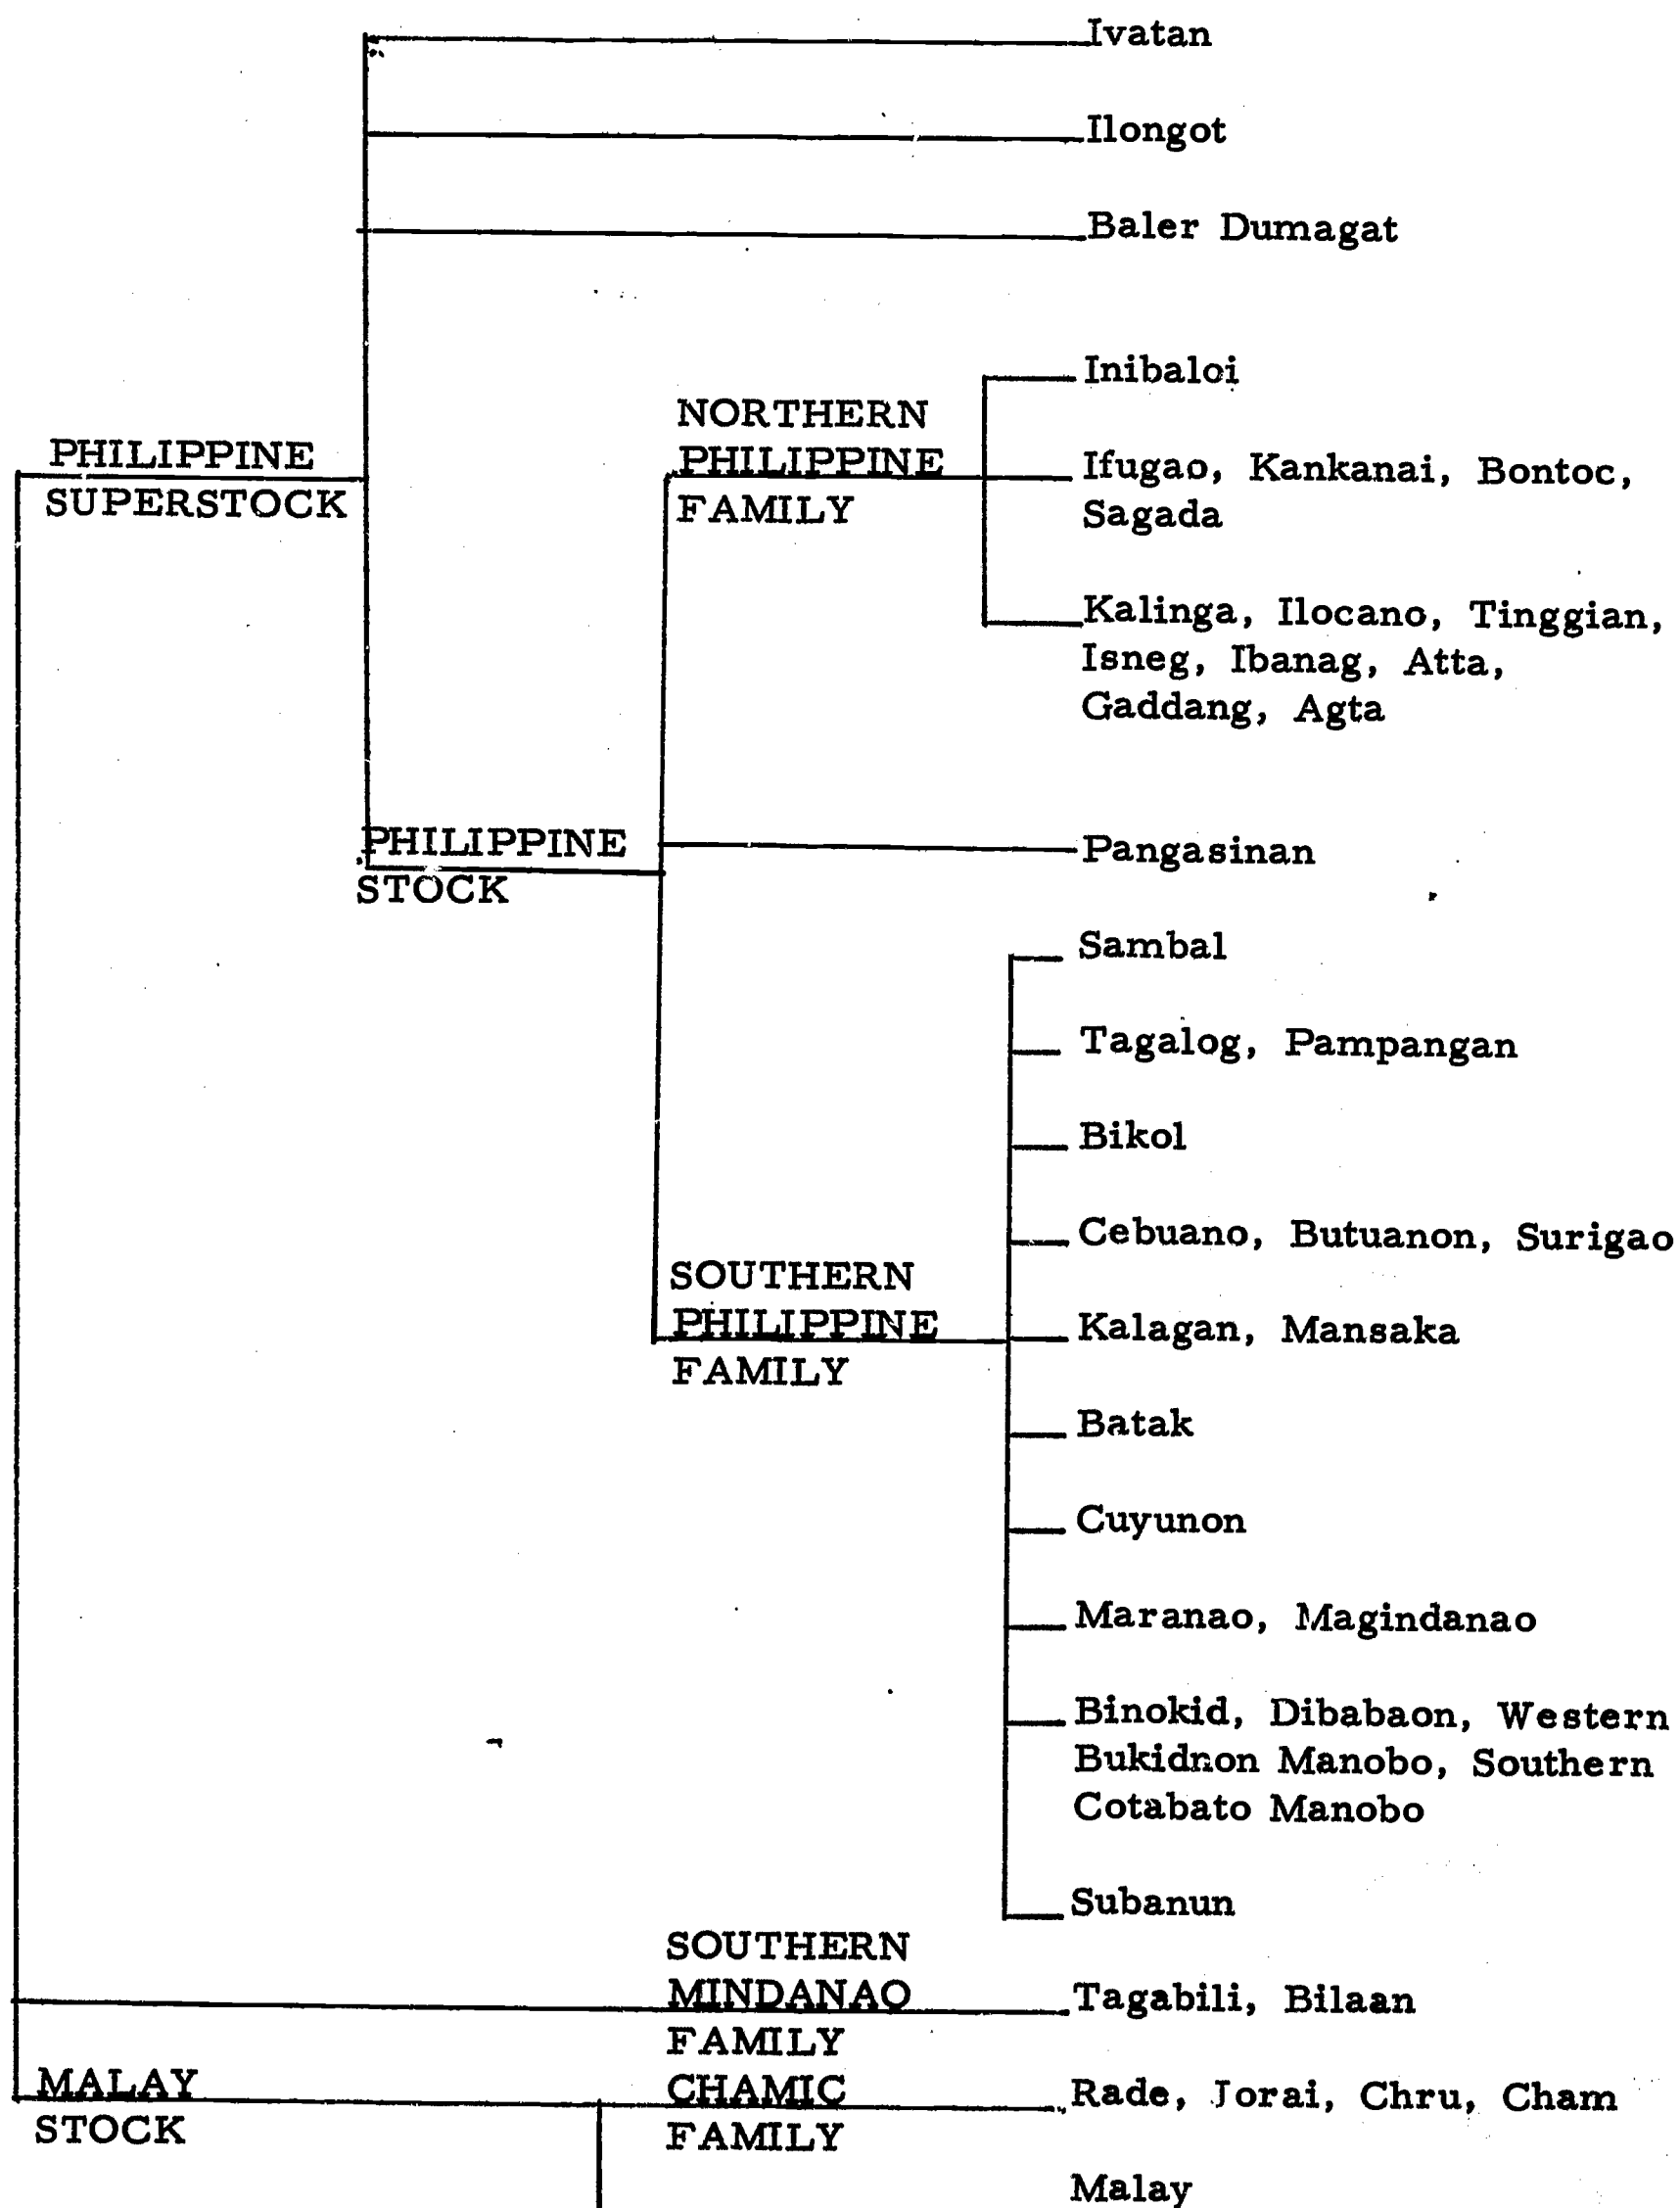 Ivatan
Ilongot
Baler Dumagat
PHILIPPINE
SUPERSTOCK
NORTHERN
PHILIPPINE
FAMILY
Inibaloi
Ifugao, Kankanai, Bontoc,
Sagada
Kalinga, Ilocano, Tinggian,
Isneg, Ibanag, Atta,
Gaddang, Agta
PHILIPPINE
STOCK
Pangasinan
SOUTHERN
PHILIPPINE
FAMILY
Sambal
Tagalog, Pampangan
Bikol
Cebuano, Butuanon, Surigao
Kalagan, Mansaka
Batak
Cuyunon
Maranao, Magindanao
Binokid, Dibabaon, Western
Bukidnon Manobo, Southern
Cotabato Manobo
Subanun
SOUTHERN
MINDANAO
FAMILY
Tagabili, Bilaan
MALAY
STOCK
CHAMIC
FAMILY
Rade, Jorai, Chru, Cham
Malay